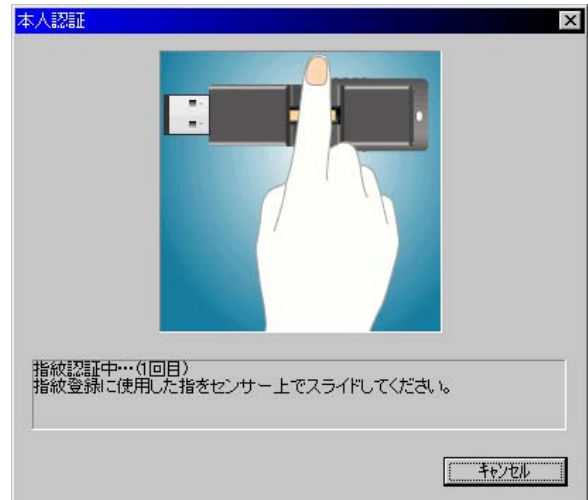 本人認証
指紋認証中…(1回目)
指紋登録に使用した指をセンサー上でスライドしてください。
ｷｬﾝｾﾙ